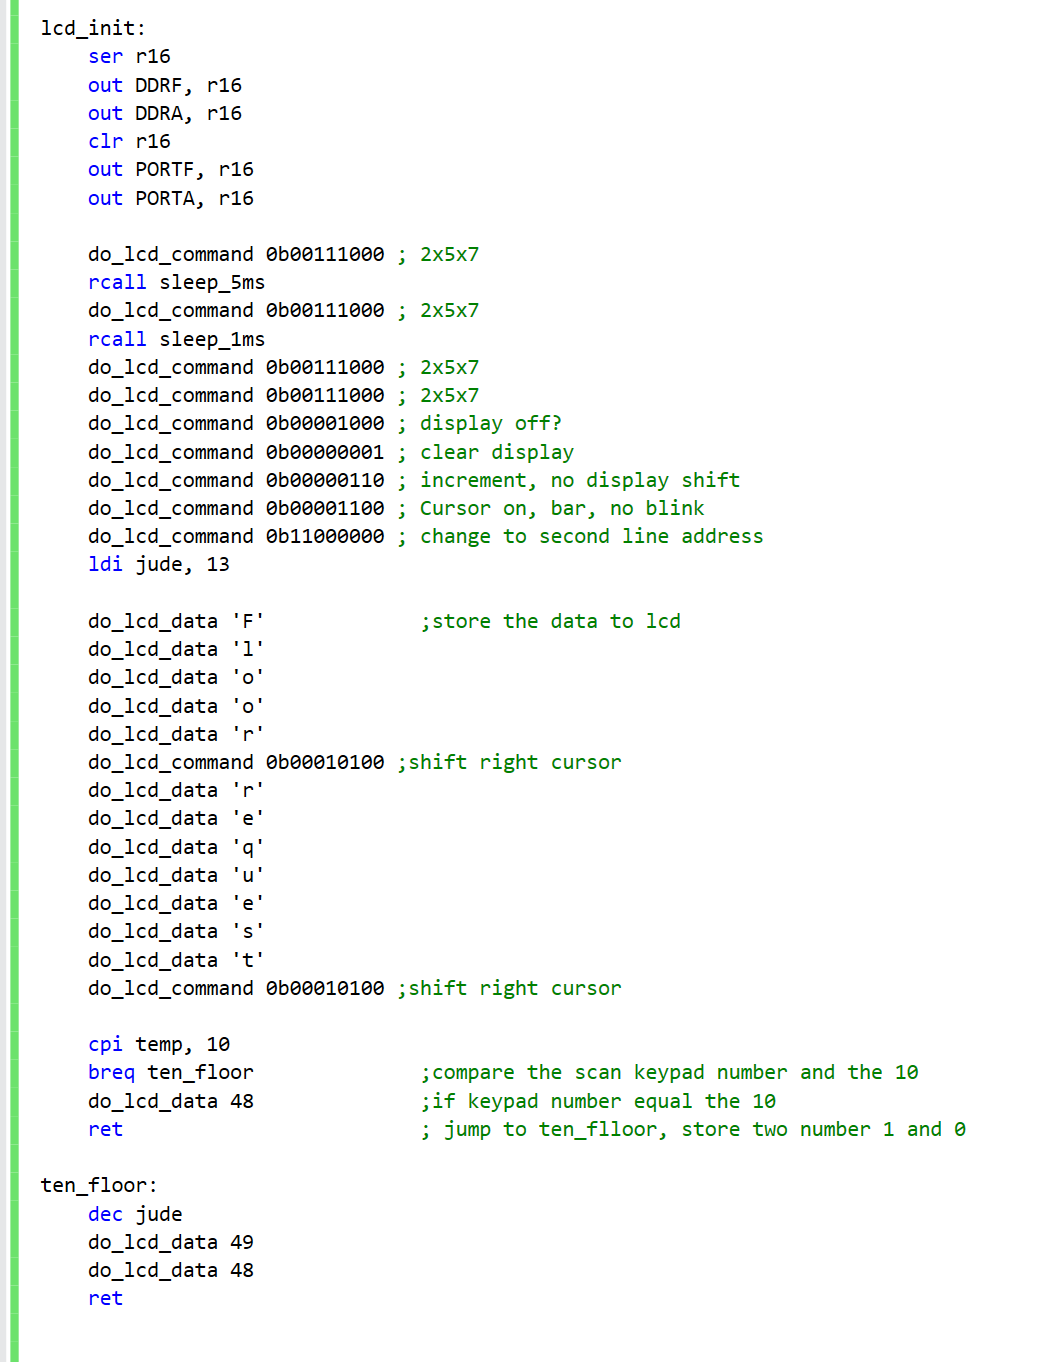 lcd_init:
    ser r16
    out DDRF, r16
    out DDRA, r16
    clr r16
    out PORTF, r16
    out PORTA, r16

    do_lcd_command 0b00111000 ; 2x5x7
    rcall sleep_5ms
    do_lcd_command 0b00111000 ; 2x5x7
    rcall sleep_1ms
    do_lcd_command 0b00111000 ; 2x5x7
    do_lcd_command 0b00111000 ; 2x5x7
    do_lcd_command 0b00001000 ; display off?
    do_lcd_command 0b00000001 ; clear display
    do_lcd_command 0b00000110 ; increment, no display shift
    do_lcd_command 0b00001100 ; Cursor on, bar, no blink
    do_lcd_command 0b11000000 ; change to second line address
    ldi jude, 13

    do_lcd_data 'F'             ;store the data to lcd
    do_lcd_data 'l'
    do_lcd_data 'o'
    do_lcd_data 'o'
    do_lcd_data 'r'
    do_lcd_command 0b00010100 ;shift right cursor
    do_lcd_data 'r'
    do_lcd_data 'e'
    do_lcd_data 'q'
    do_lcd_data 'u'
    do_lcd_data 'e'
    do_lcd_data 's'
    do_lcd_data 't'
    do_lcd_command 0b00010100 ;shift right cursor

    cpi temp, 10
    breq ten_floor              ;compare the scan keypad number and the 10
    do_lcd_data 48              ;if keypad number equal the 10
    ret                         ; jump to ten_flloor, store two number 1 and 0

ten_floor:
    dec jude
    do_lcd_data 49
    do_lcd_data 48
    ret